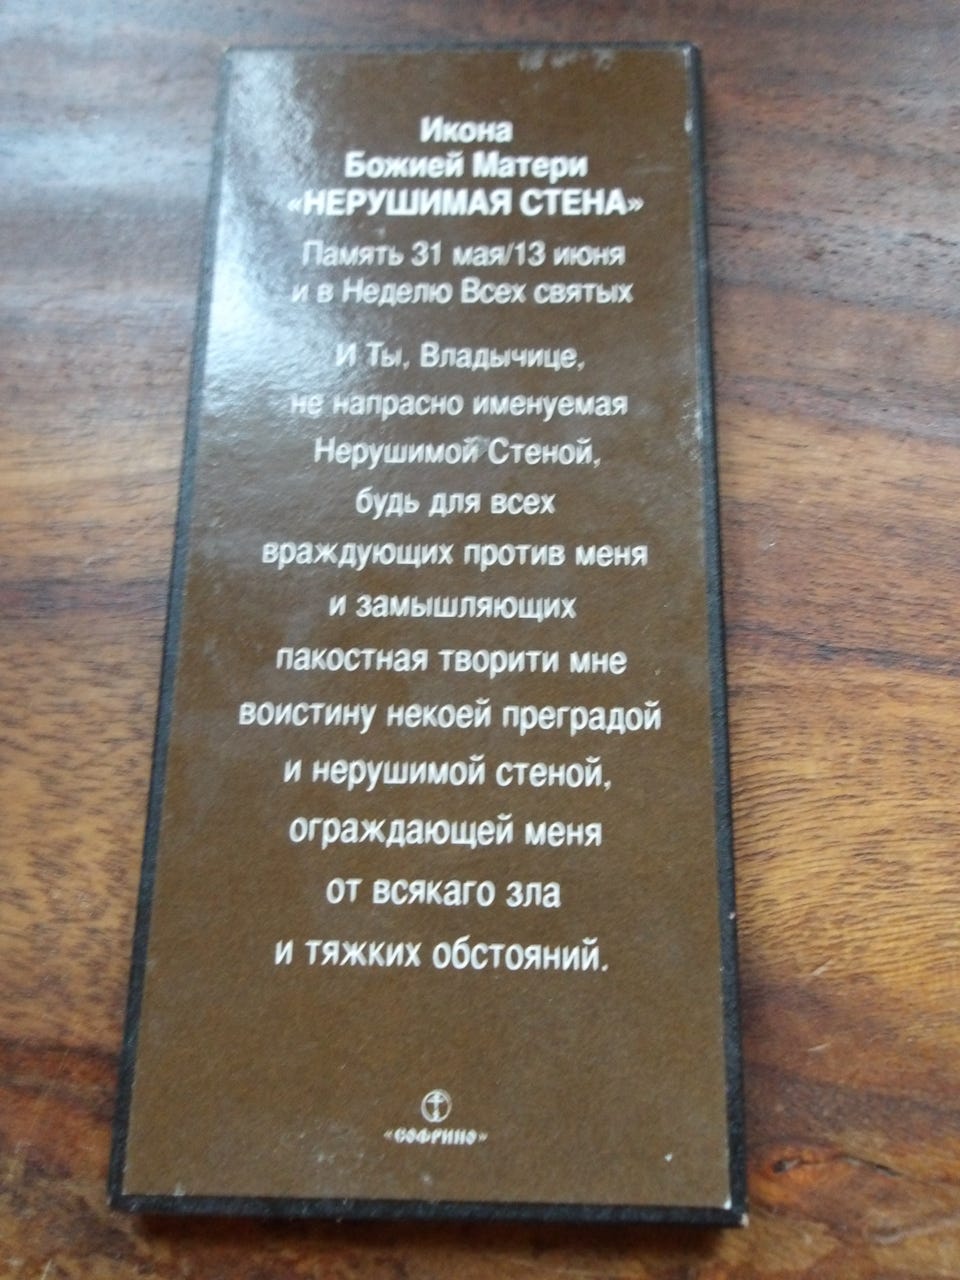 Икона
Божией Матери
«НЕРУШИМАЯ СТЕНА»
Память 31 мая/13 июня
и в Неделю Всех святых
И Ты, Владычице,
не напрасно именуемая
Нерушимой Стеной,
будь для всех
враждующих против меня
и замышляющих
пакостная творити мне
воистину некоей преградой
и нерушимой стеной,
ограждающей меня
от всякаго зла
и тяжких обстояний.
«СОФРИНО»